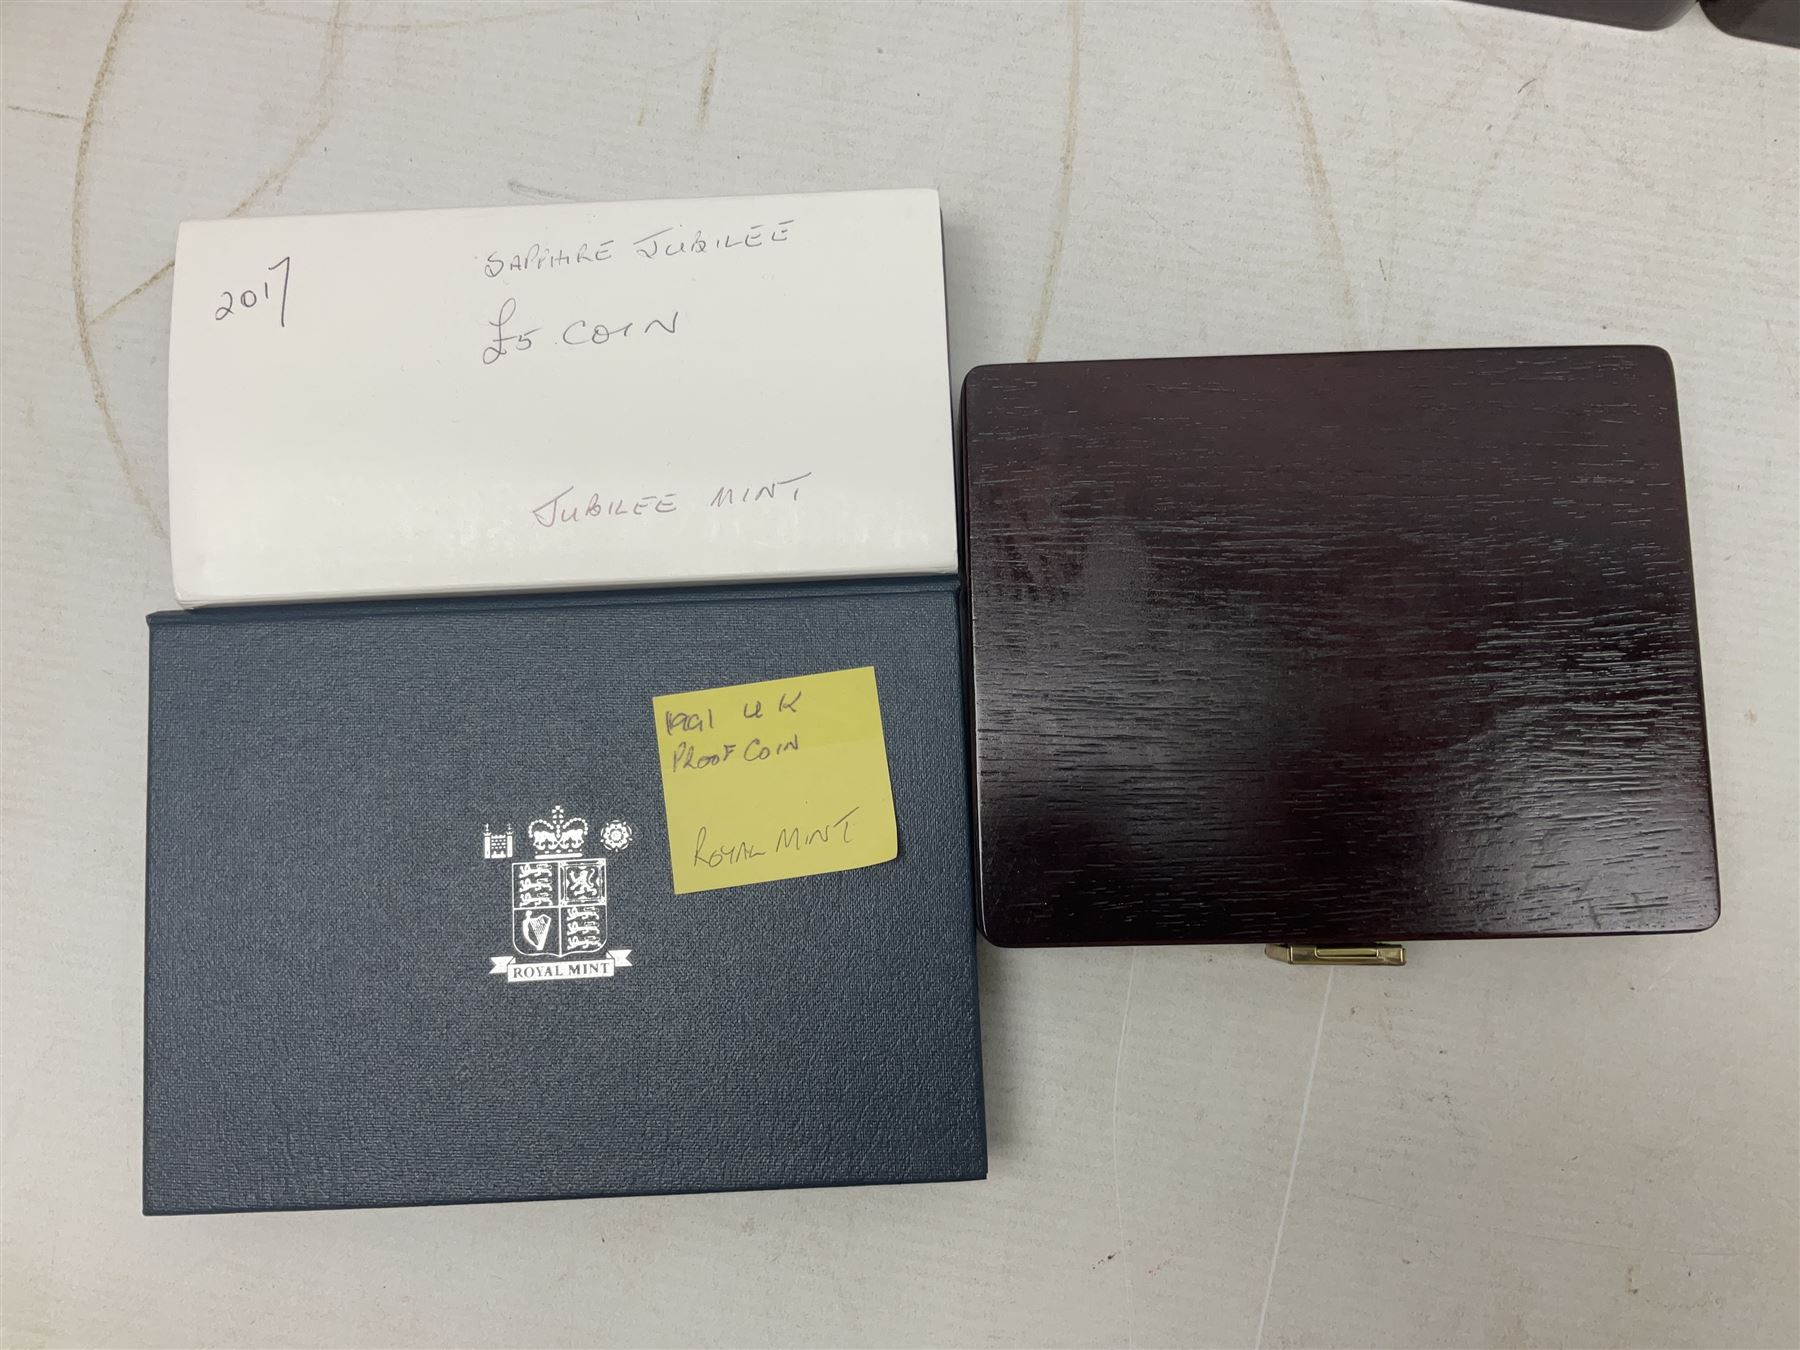 2017
SAPPHIRE JUBILEE
£5 COIN
JUBILEE MINT
1991 UK
PROOF COIN
ROYAL MINT
ROYAL MINT